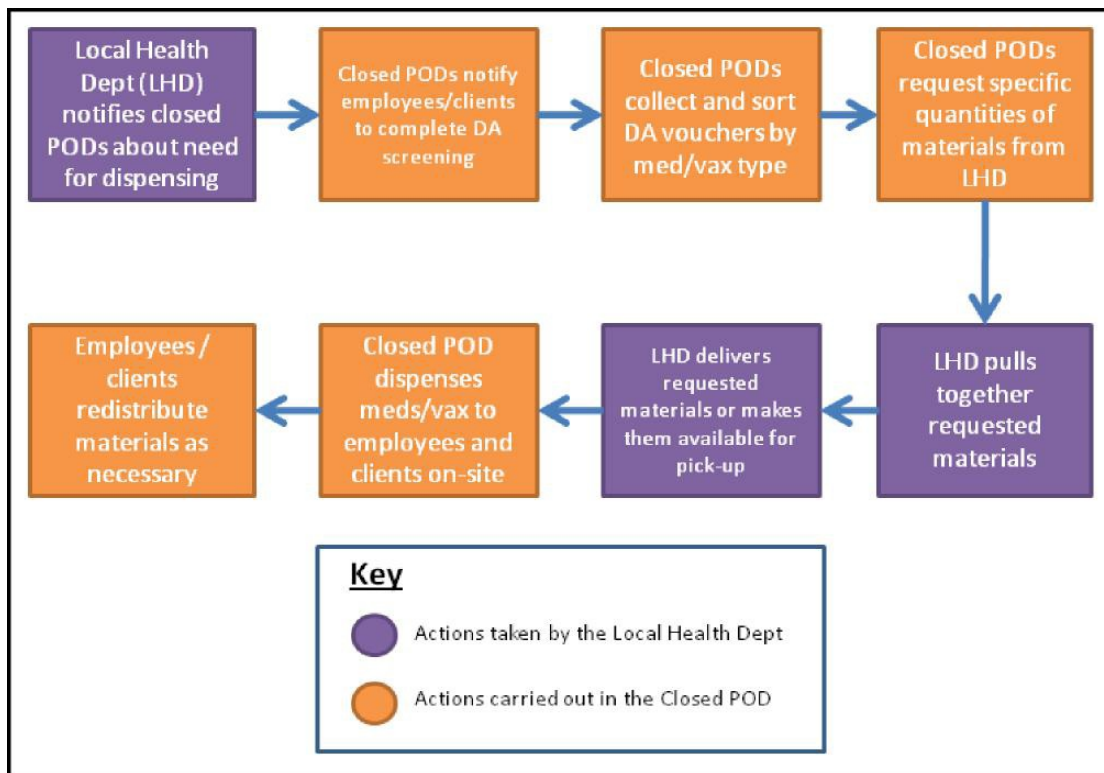 Local Health
Dept (LHD)
notifies closed
PODs about need
for dispensing
Closed PODs notify
employees/clients
to complete DA
screening
Closed PODs
collect and sort
DA vouchers by
med/vax type
Closed PODs
request specific
quantities of
materials from
LHD
LHD pulls
together
requested
materials
LHD delivers
requested
materials or makes
them available for
pick-up
Closed POD
dispenses
meds/vax to
employees and
clients on-site
Employees /
clients
redistribute
materials as
necessary
Key
Actions taken by the Local Health Dept
Actions carried out in the Closed POD